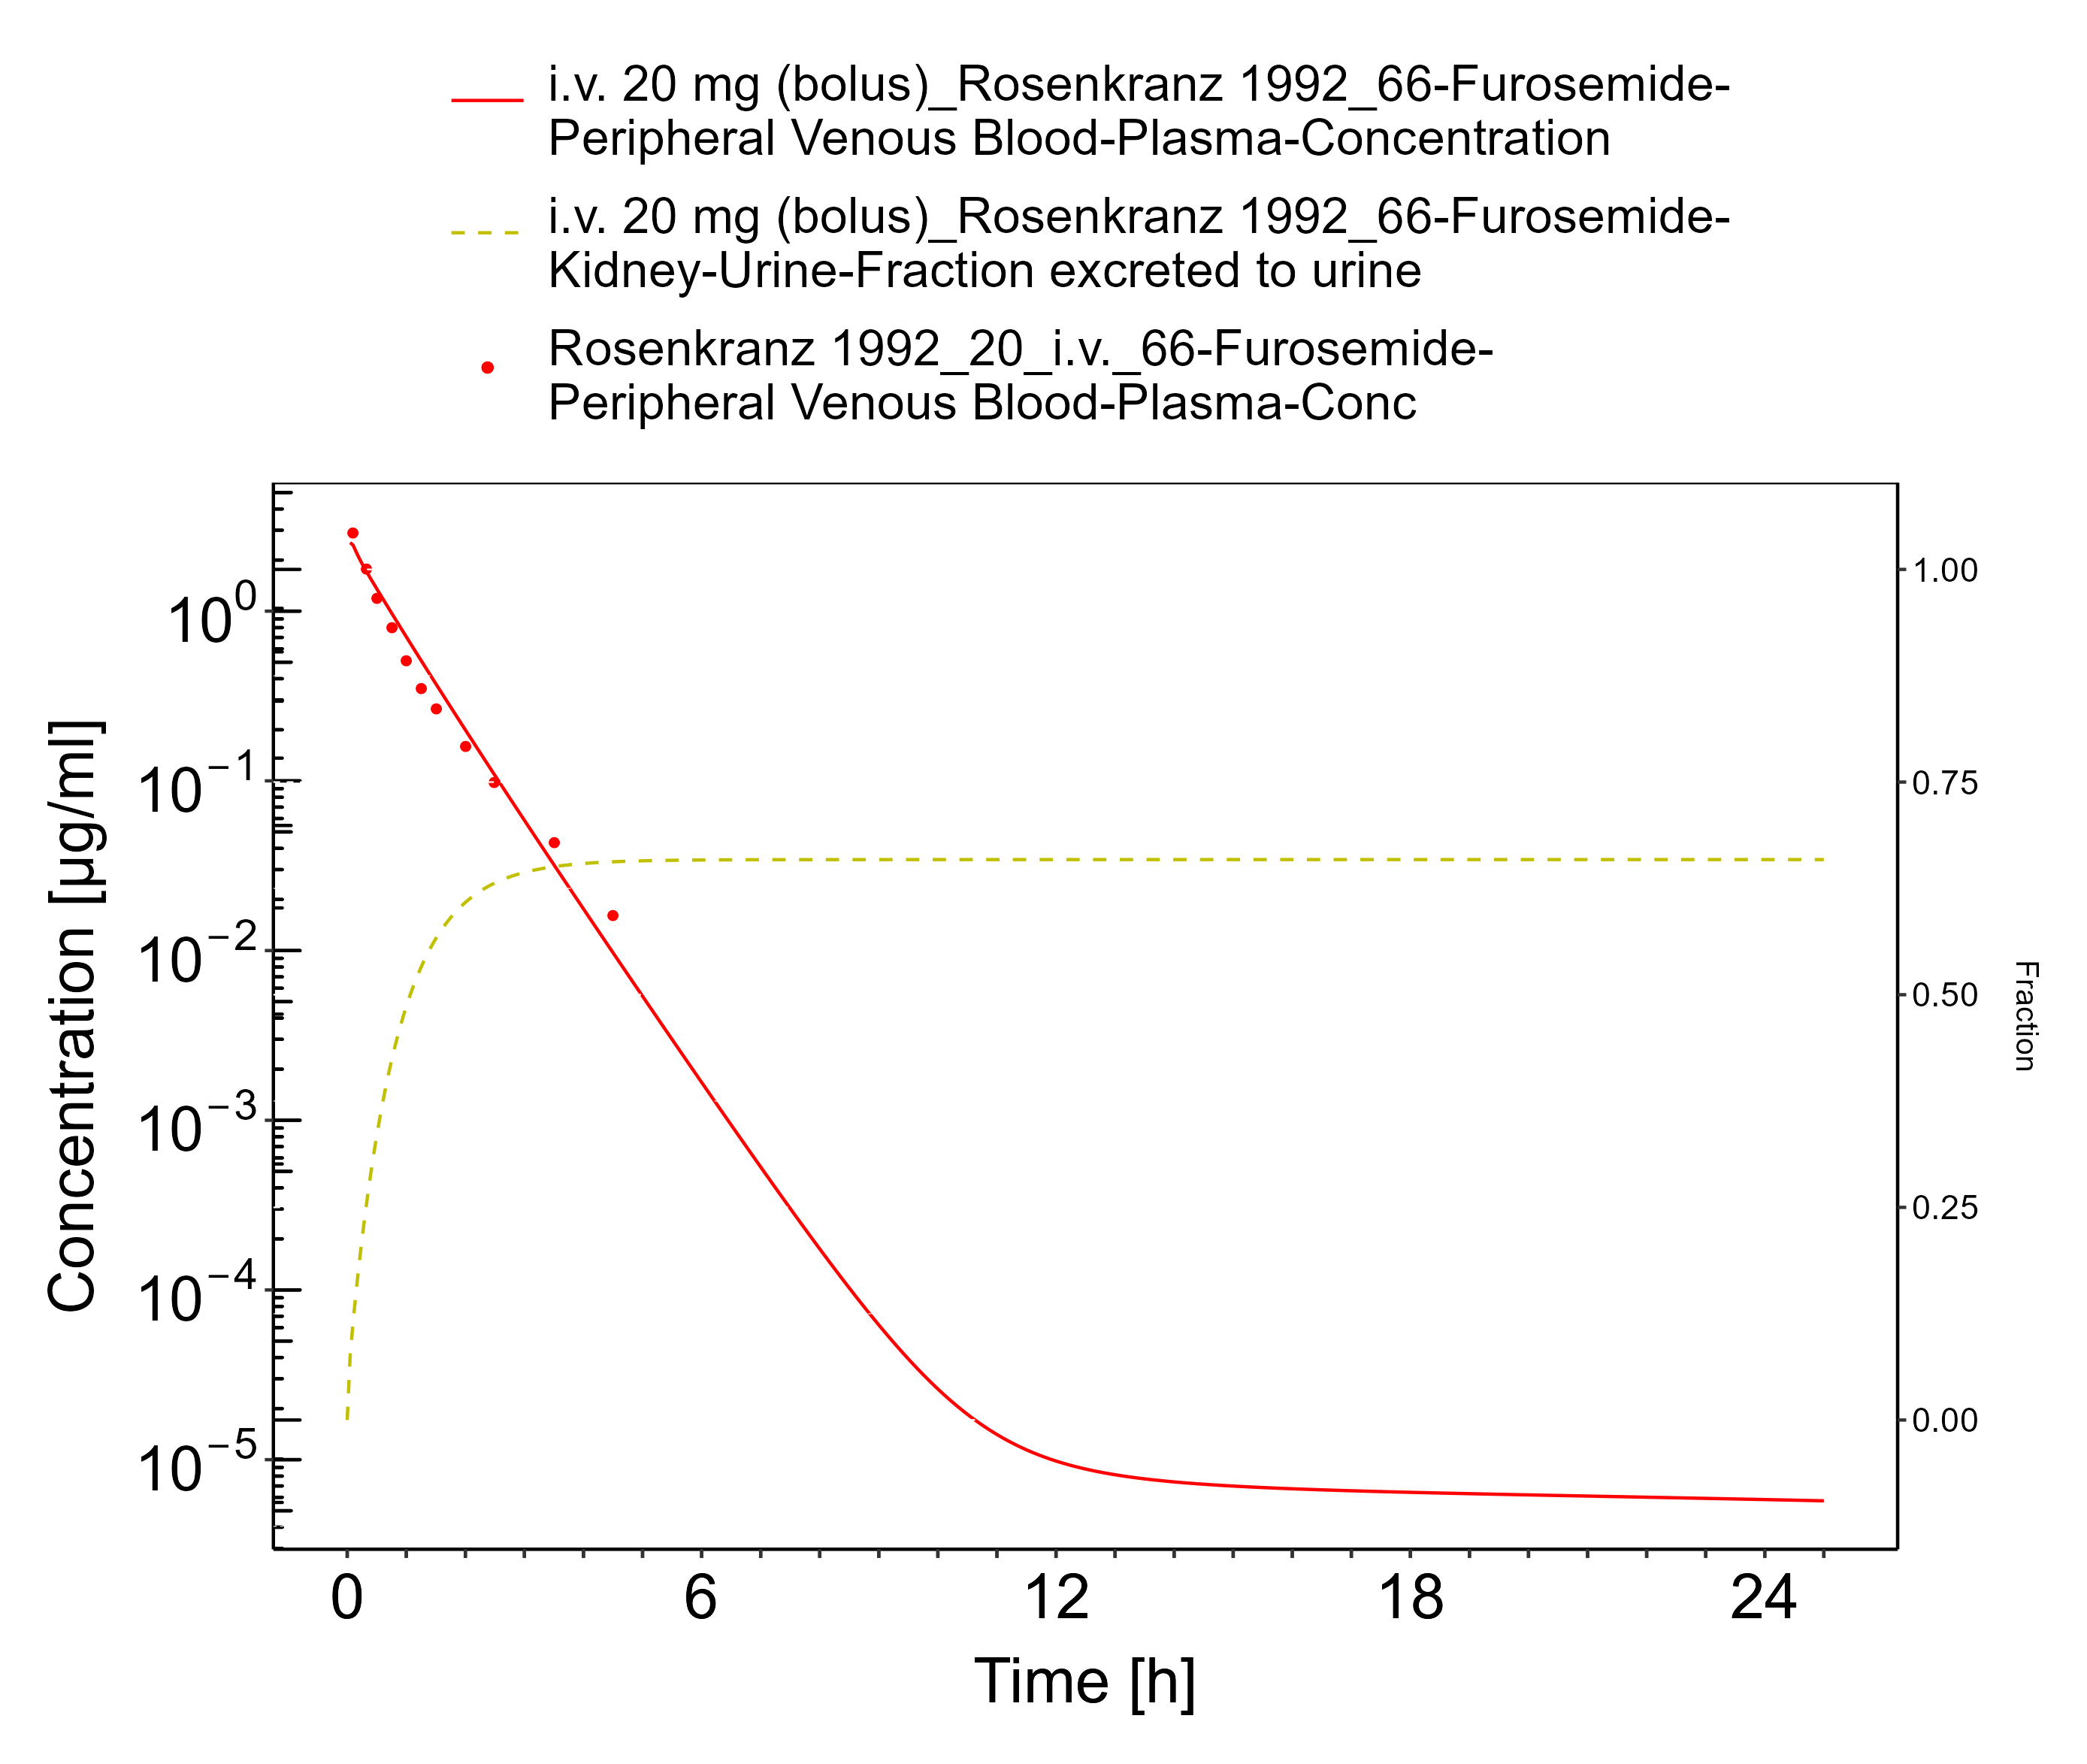 i.v. 20 mg (bolus)_Rosenkranz 1992_66-Furosemide-
Peripheral Venous Blood-Plasma-Concentration
i.v. 20 mg (bolus)_Rosenkranz 1992_66-Furosemide-
Kidney-Urine-Fraction excreted to urine
Rosenkranz 1992_20_i.v._66-Furosemide-
Peripheral Venous Blood-Plasma-Conc
Concentration [µg/ml]
10⁰
10⁻¹
10⁻²
10⁻³
10⁻⁴
10⁻⁵
1.00
0.75
0.50
0.25
0.00
Fraction
0 6 12 18 24
Time [h]